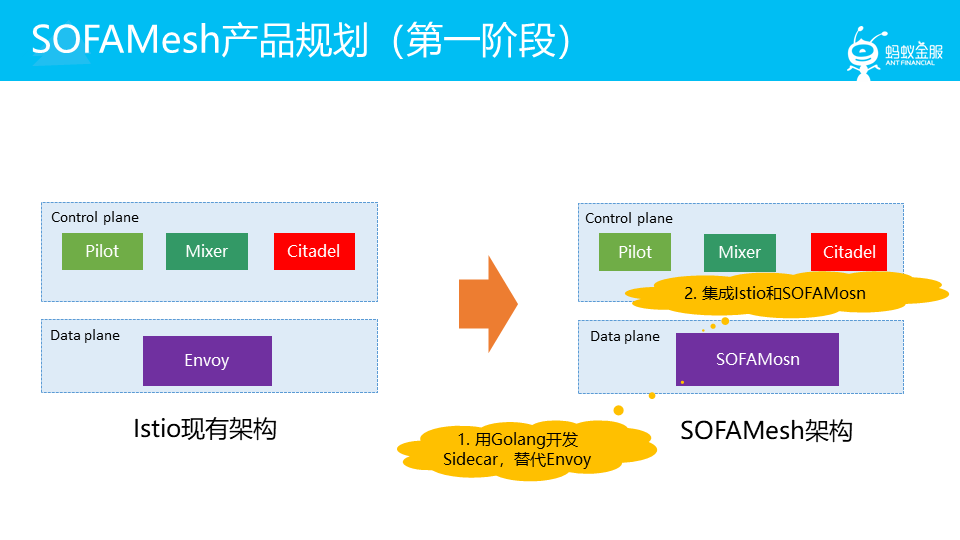 SOFAMesh产品规划（第一阶段）
蚂蚁金服
ANT FINANCIAL
Control plane
Pilot
Mixer
Citadel
Data plane
Envoy
Istio现有架构
Control plane
Pilot
Mixer
Citadel
2. 集成Istio和SOFAMosn
Data plane
SOFAMosn
SOFAMesh架构
1. 用Golang开发
Sidecar，替代Envoy